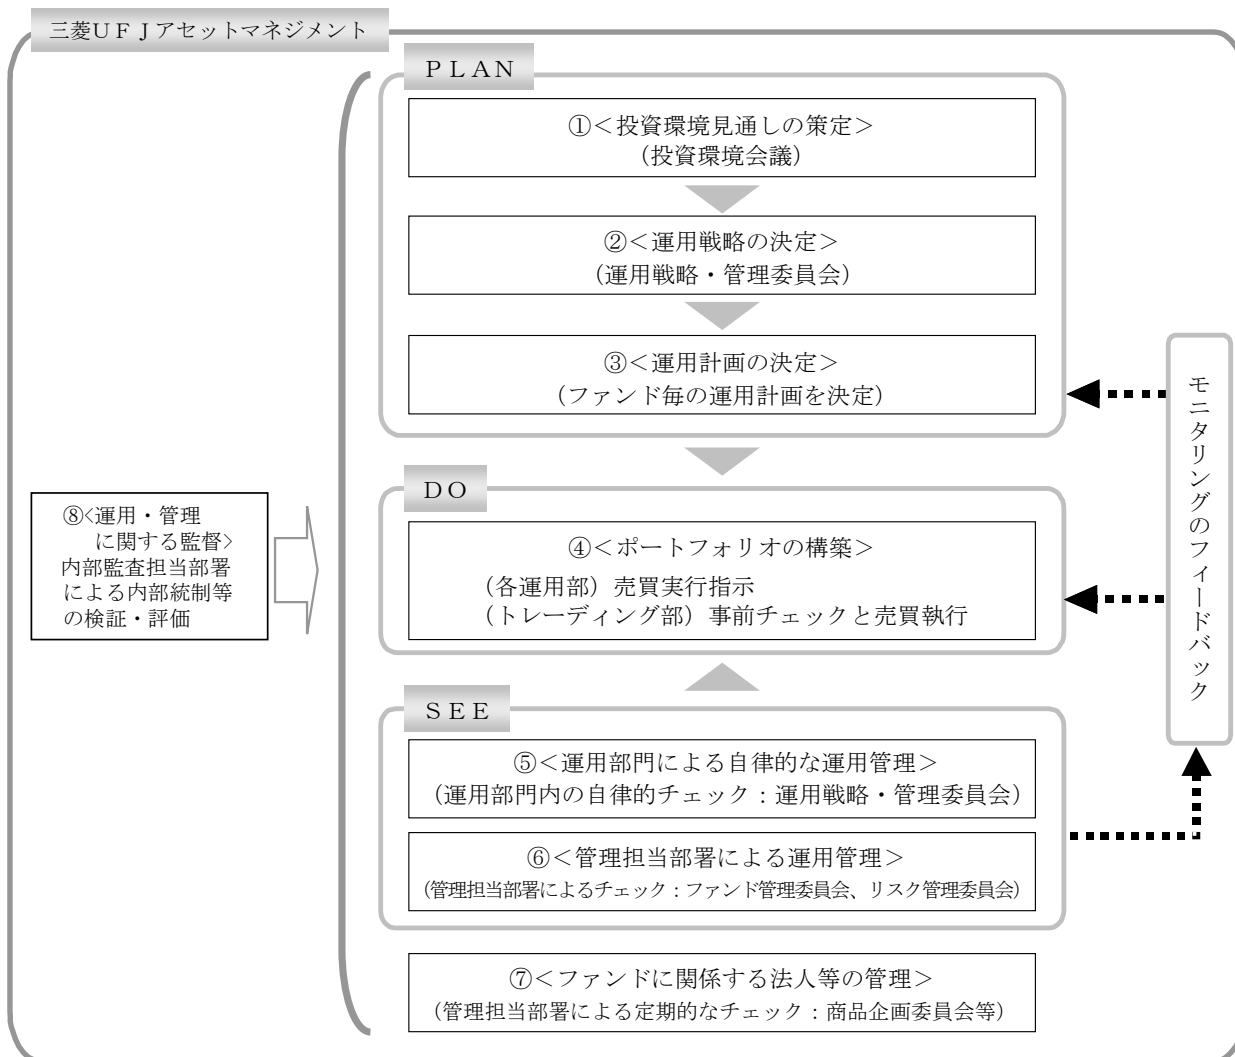 三菱ＵＦＪアセットマネジメント
ＰＬＡＮ
①＜投資環境見通しの策定＞
（投資環境会議）
②＜運用戦略の決定＞
（運用戦略・管理委員会）
③＜運用計画の決定＞
（ファンド毎の運用計画を決定）
ＤＯ
④＜ポートフォリオの構築＞
（各運用部）売買実行指示
（トレーディング部）事前チェックと売買執行
ＳＥＥ
⑤＜運用部門による自律的な運用管理＞
（運用部門内の自律的チェック：運用戦略・管理委員会）
⑥＜管理担当部署による運用管理＞
（管理担当部署によるチェック：ファンド管理委員会、リスク管理委員会）
⑦＜ファンドに関係する法人等の管理＞
（管理担当部署による定期的なチェック：商品企画委員会等）
⑧<運用・管理
に関する監督>
内部監査担当部署
による内部統制等
の検証・評価
モニタリングのフィードバック